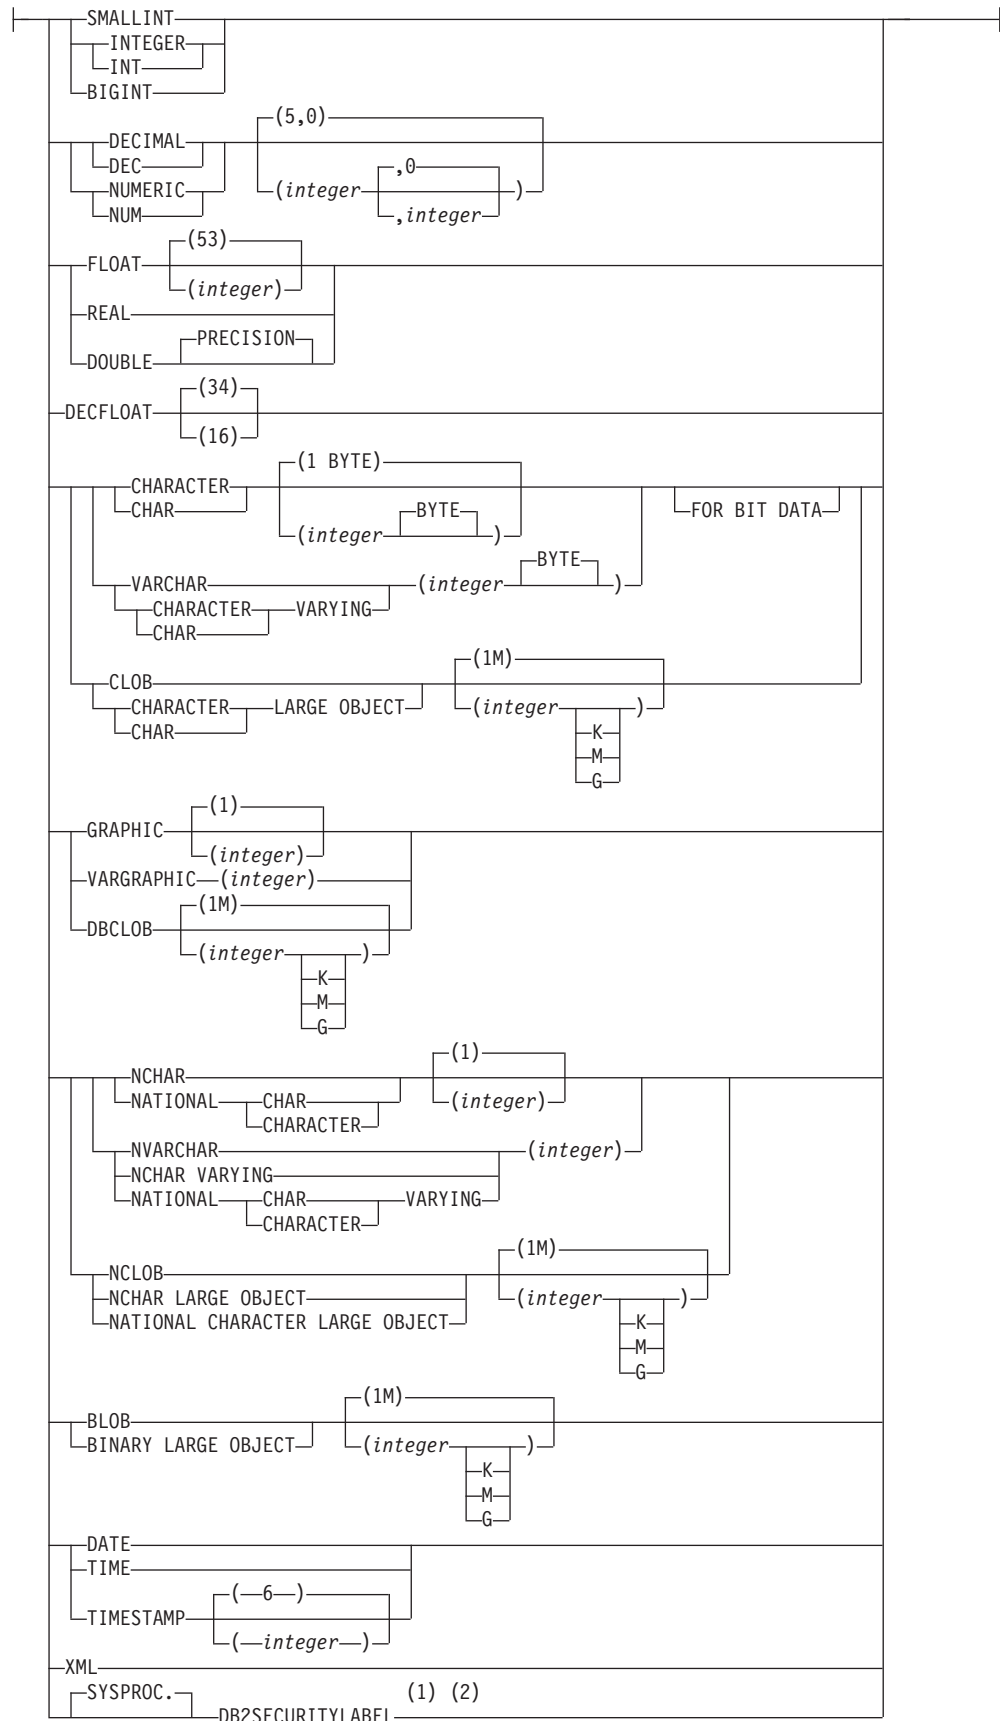 SMALLINT
INTEGER
INT
BIGINT
(5,0)
DECIMAL
DEC
,0
NUMERIC
(integer )
NUM
,integer
(53)
FLOAT
(integer)
REAL
PRECISION
DOUBLE
(34)
DECFLOAT
(16)
(1 BYTE)
CHARACTER
CHAR
BYTE
FOR BIT DATA
(integer )
BYTE
VARCHAR (integer )
CHARACTER VARYING
CHAR
(1M)
CLOB
CHARACTER LARGE OBJECT (integer )
CHAR
K
M
G
(1)
GRAPHIC
(integer)
VARGRAPHIC (integer)
(1M)
DBCLOB
(integer )
K
M
G
(1)
NCHAR
NATIONAL CHAR (integer)
CHARACTER
NVARCHAR (integer)
NCHAR VARYING
NATIONAL CHAR VARYING
CHARACTER
(1M)
NCLOB
NCHAR LARGE OBJECT (integer )
NATIONAL CHARACTER LARGE OBJECT K
M
G
(1M)
BLOB
BINARY LARGE OBJECT (integer )
K
M
G
DATE
TIME
( 6 )
TIMESTAMP
( integer )
XML
SYSPROC. (1) (2)
DB2SECURITYLABEL